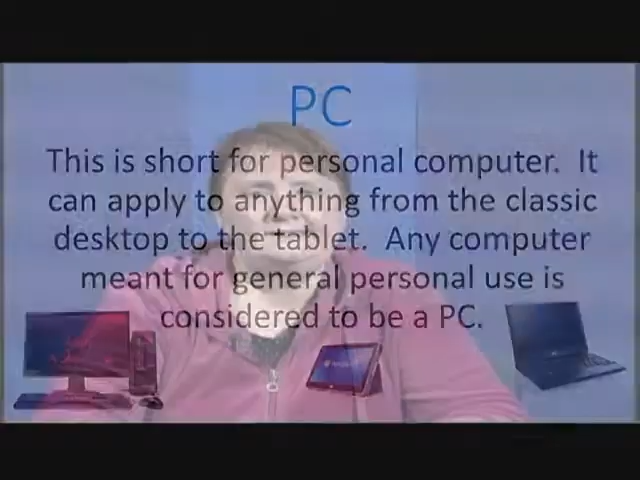 PC
This is short for personal computer. It
can apply to anything from the classic
desktop to the tablet. Any computer
meant for general personal use is
considered to be a PC.